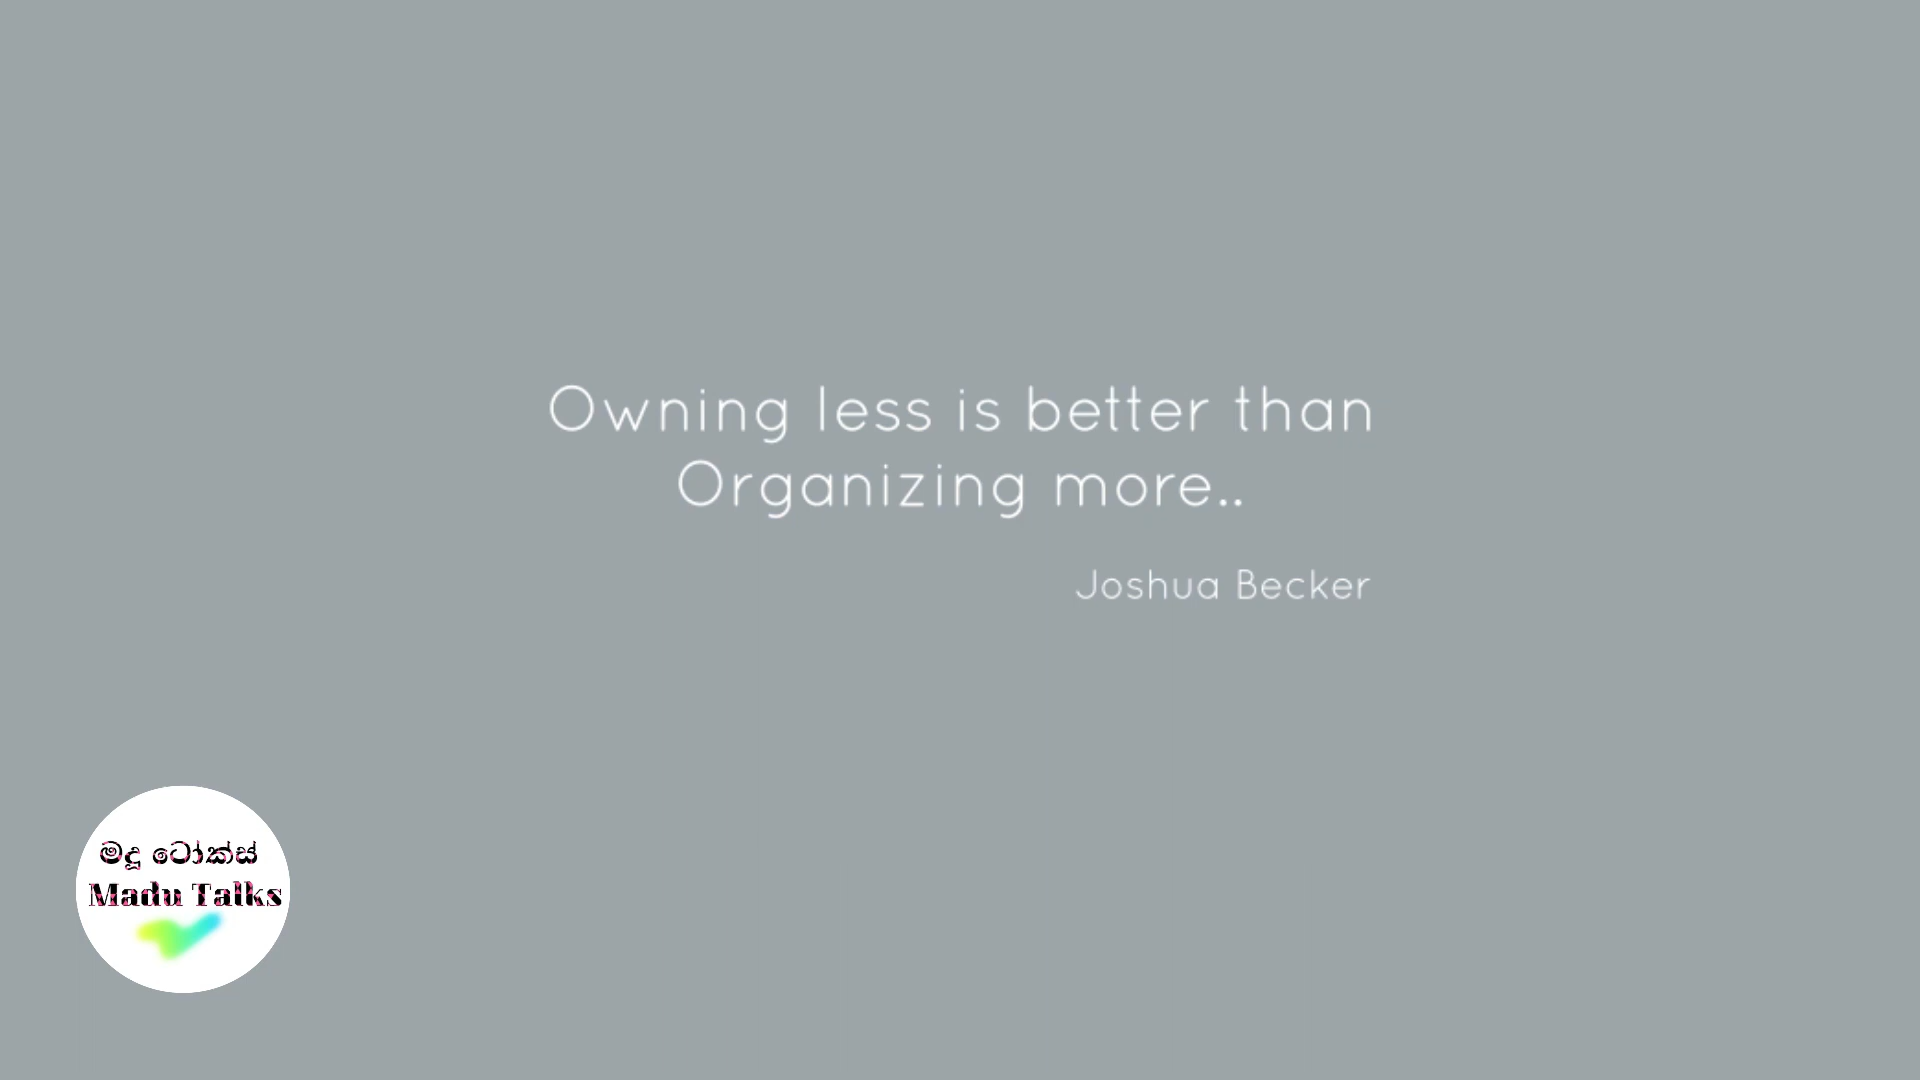 Owning less is better than
Organizing more..
Joshua Becker
මදූ ටෝක්ස්
Madu Talks